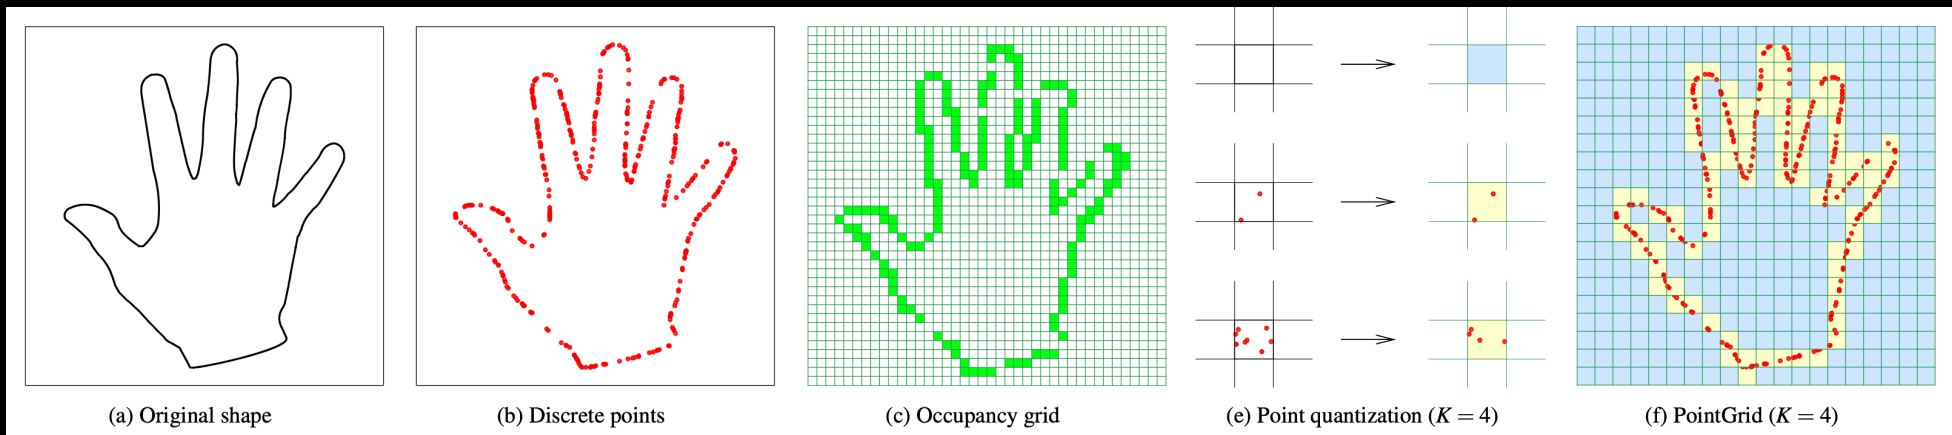 (a) Original shape
(b) Discrete points
(c) Occupancy grid
(e) Point quantization (K = 4)
(f) PointGrid (K = 4)